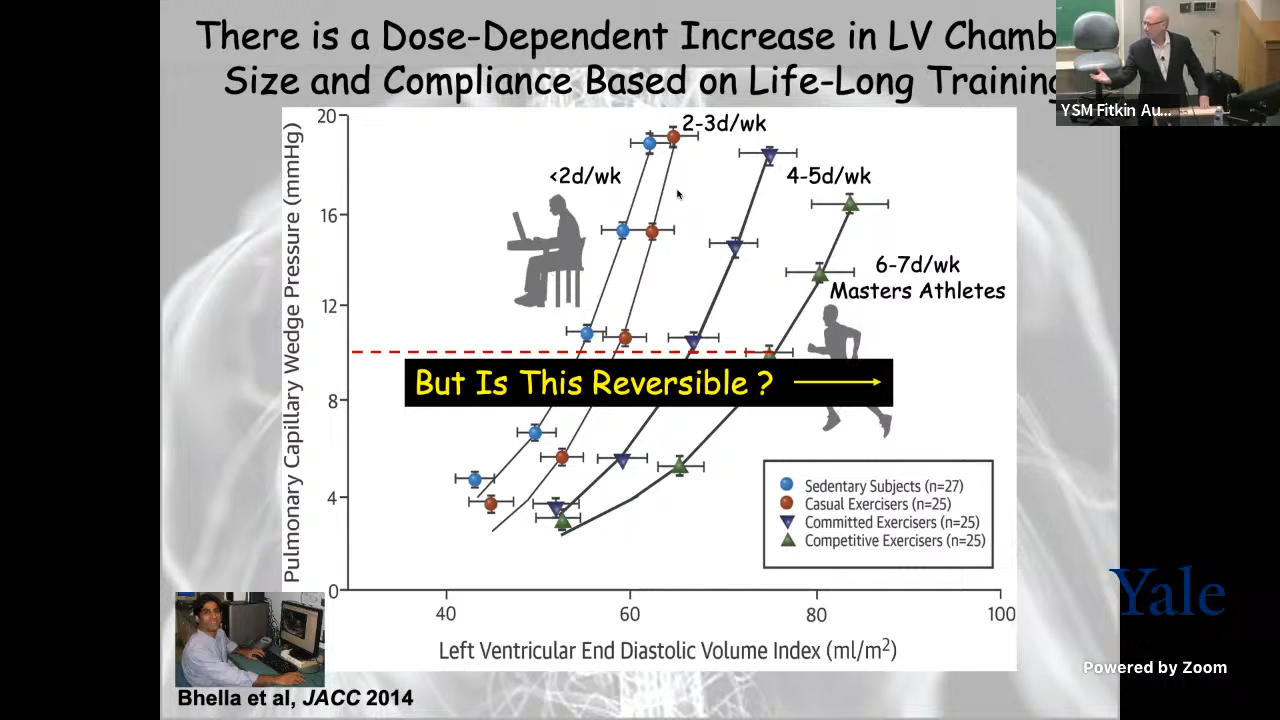 There is a Dose-Dependent Increase in LV Chamb
Size and Compliance Based on Life-Long Training
YSM Fitkin Au...
20
16
12
8
4
0
Pulmonary Capillary Wedge Pressure (mmHg)
2-3d/wk
<2d/wk
4-5d/wk
6-7d/wk
Masters Athletes
But Is This Reversible ?
Sedentary Subjects (n=27)
Casual Exercisers (n=25)
Committed Exercisers (n=25)
Competitive Exercisers (n=25)
40
60
80
100
Left Ventricular End Diastolic Volume Index (ml/m²)
Bhella et al, JACC 2014
Yale
Powered by Zoom